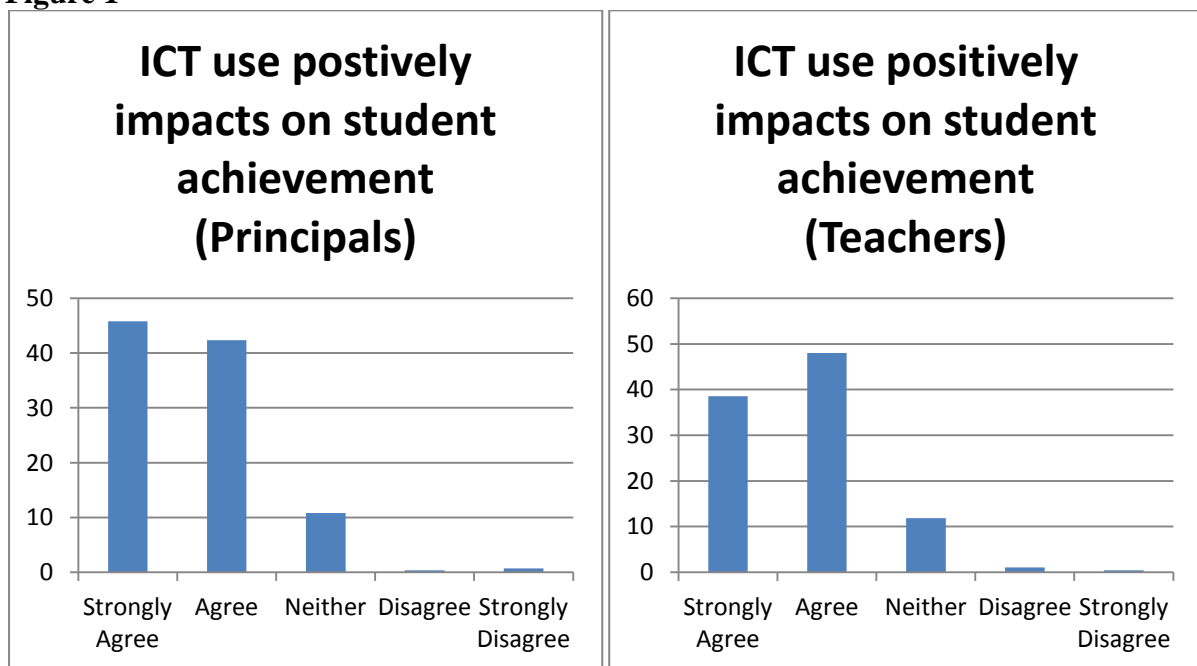 Figure 1
ICT use postively
impacts on student
achievement
(Principals)
50
40
30
20
10
0
Strongly
Agree
Agree
Neither
Disagree
Strongly
Disagree
ICT use positively
impacts on student
achievement
(Teachers)
60
50
40
30
20
10
0
Strongly
Agree
Agree
Neither
Disagree
Strongly
Disagree